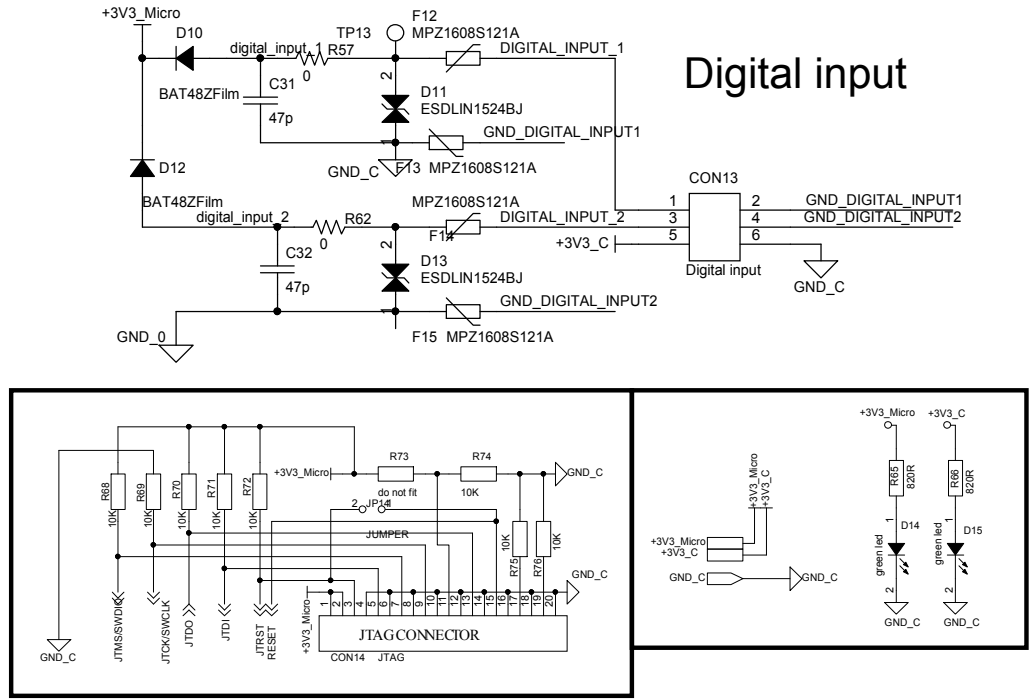 +3V3_Micro
D10
digital_input_1
R57
0
TP13
F12
MPZ1608S121A
DIGITAL_INPUT_1
Digital input
BAT48ZFilm
C31
47p
2
D11
ESDLIN1524BJ
1
GND_DIGITAL_INPUT1
GND_C
F13 MPZ1608S121A
D12
BAT48ZFilm
digital_input_2
R62
0
MPZ1608S121A
F14
DIGITAL_INPUT_2
CON13
1
3
5
2
4
6
GND_DIGITAL_INPUT1
GND_DIGITAL_INPUT2
+3V3_C
Digital input
GND_C
C32
47p
2
D13
ESDLIN1524BJ
1
GND_DIGITAL_INPUT2
GND_0
F15 MPZ1608S121A
R68
10K
R69
10K
R70
10K
R71
10K
R72
10K
+3V3_Micro
R73
do not fit
R74
10K
GND_C
2
JP14
1
JUMPER
10K
R75
R76
10K
GND_C
GND_C
JTMS/SWDIO
JTCK/SWCLK
JTDO
JTDI
JTRST
RESET
+3V3_Micro
1
2
3
4
5
6
7
8
9
10
11
12
13
14
15
16
17
18
19
20
JTAG CONNECTOR
CON14 JTAG
+3V3_Micro
+3V3_C
+3V3_Micro
+3V3_C
GND_C
GND_C
+3V3_Micro
+3V3_C
R65
820R
R66
820R
1
D14
green led
2
GND_C
1
D15
green led
2
GND_C